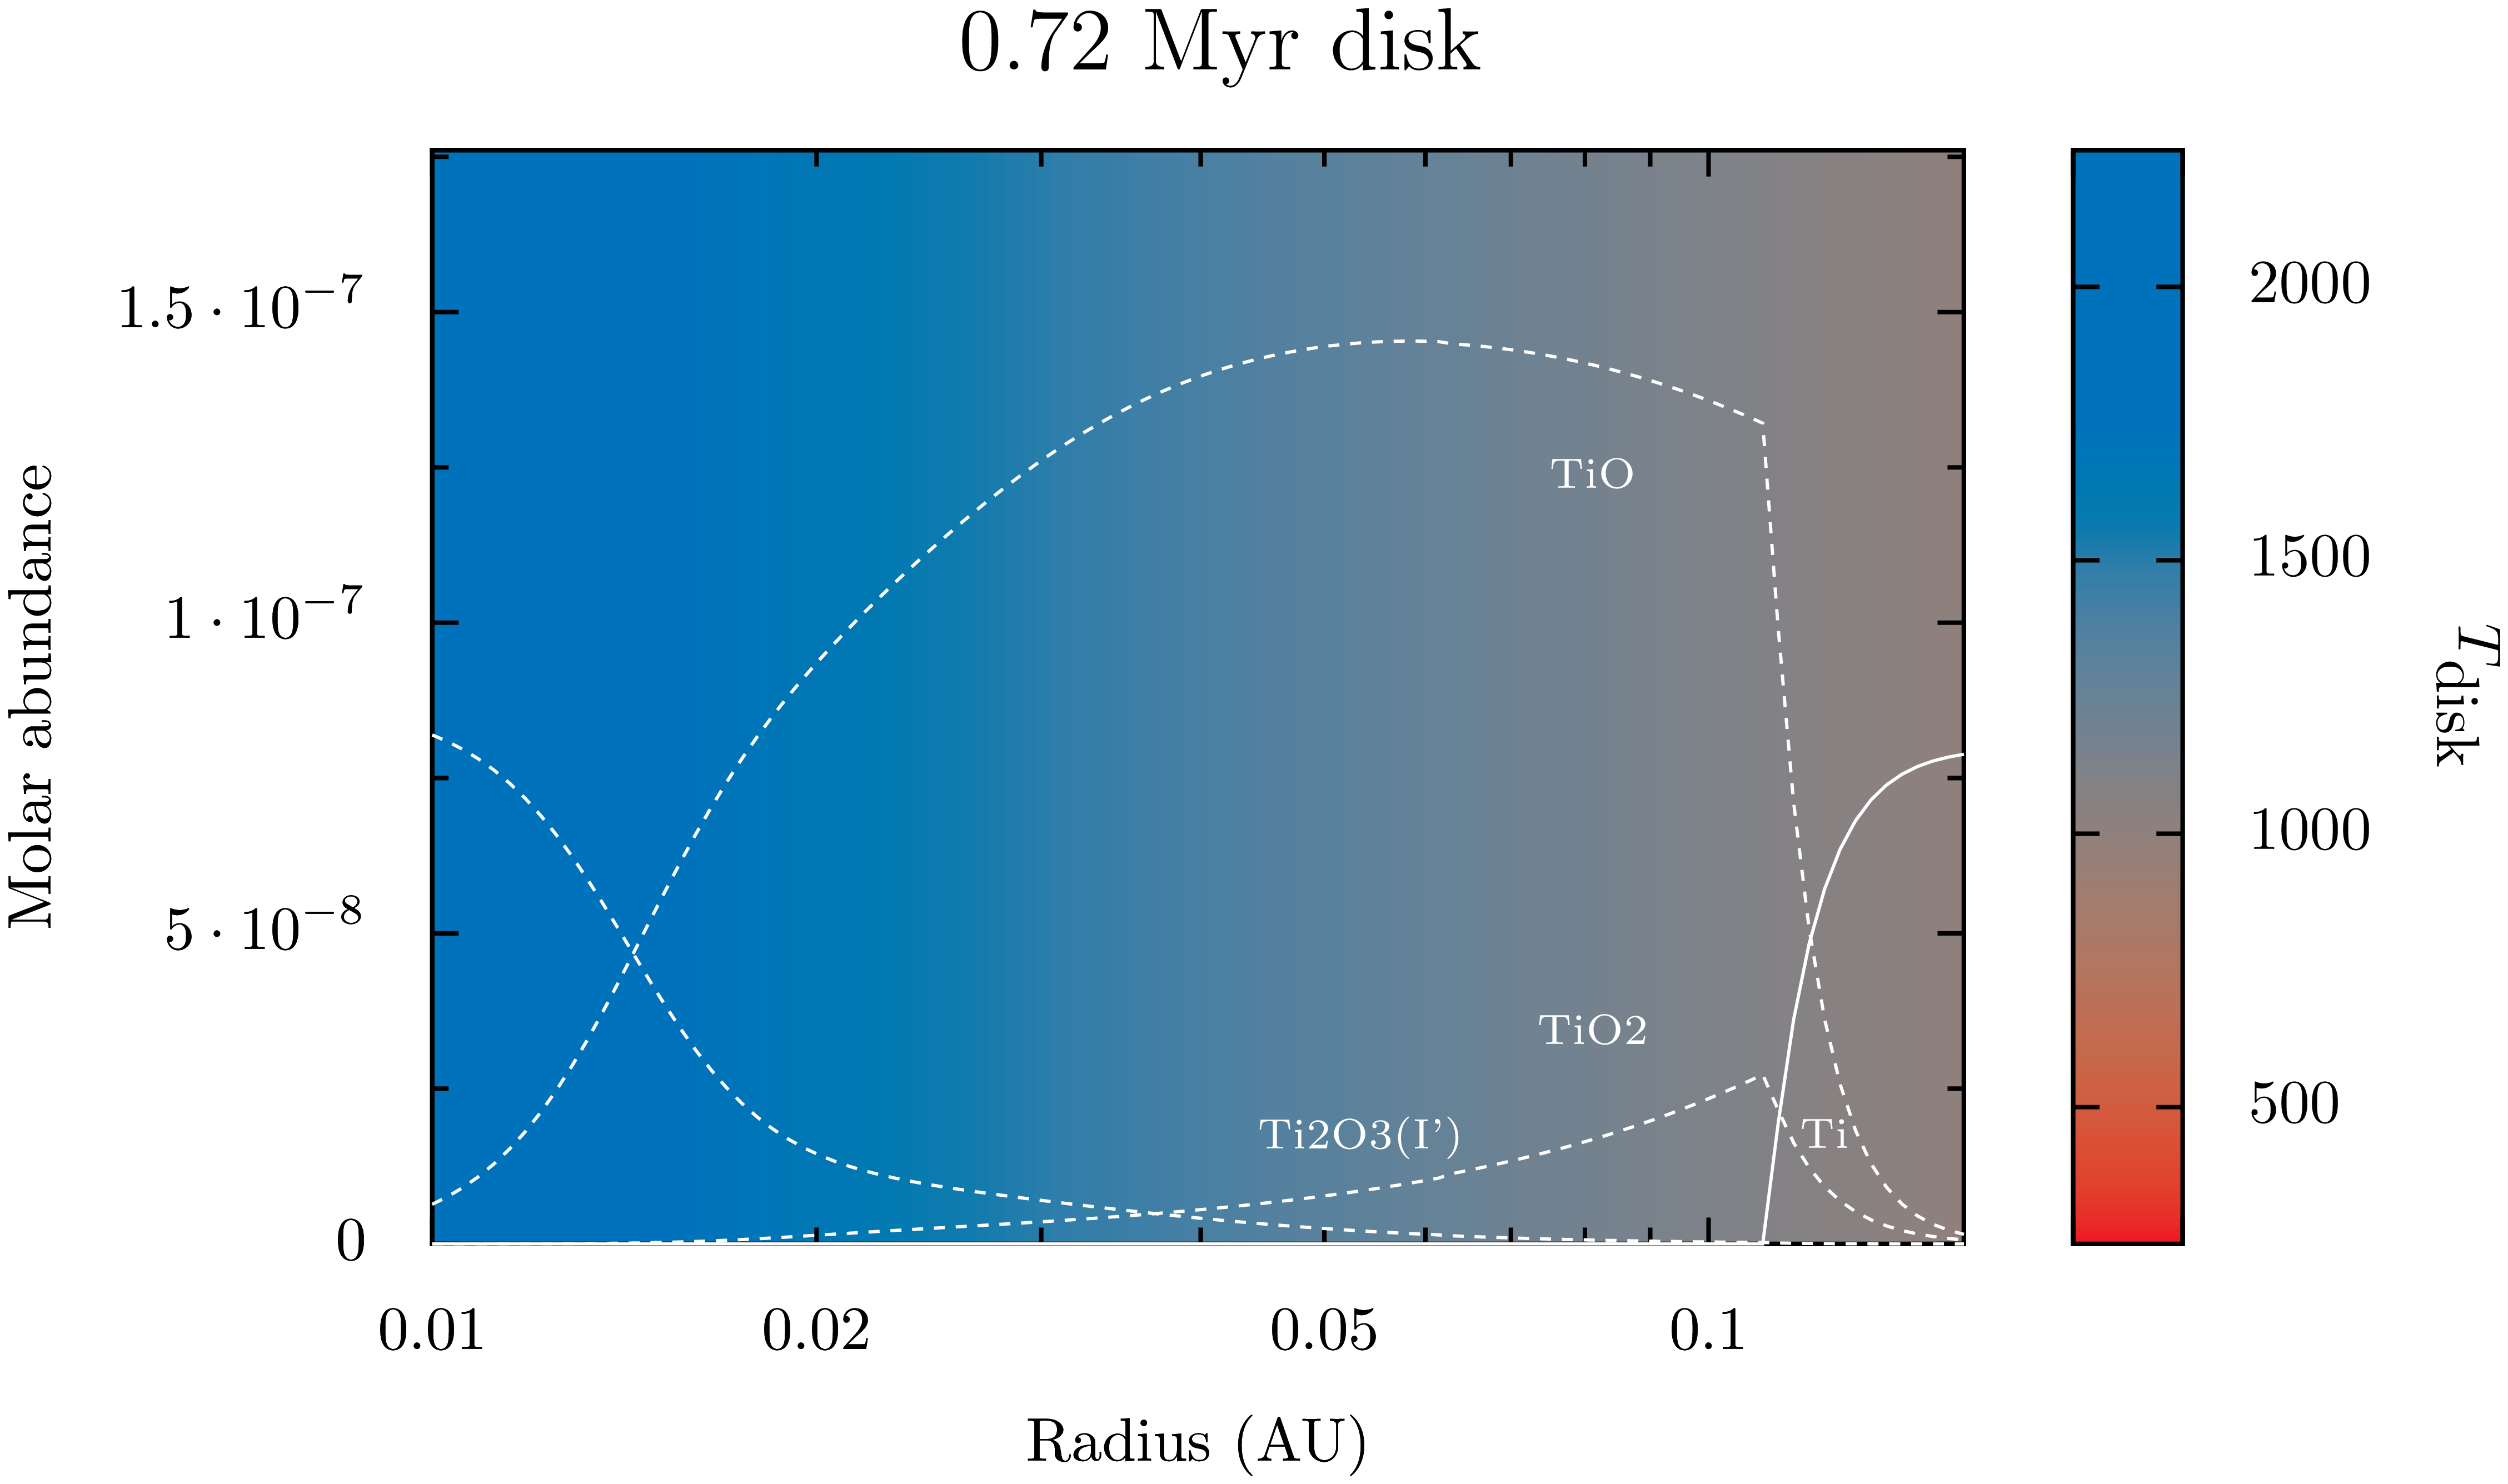 0.72 Myr disk
Molar abundance
1.5 · 10⁻⁷
1 · 10⁻⁷
5 · 10⁻⁸
0
TiO
TiO2
Ti2O3(I')
Ti
0.01
0.02
0.05
0.1
Radius (AU)
2000
1500
1000
500
T_disk